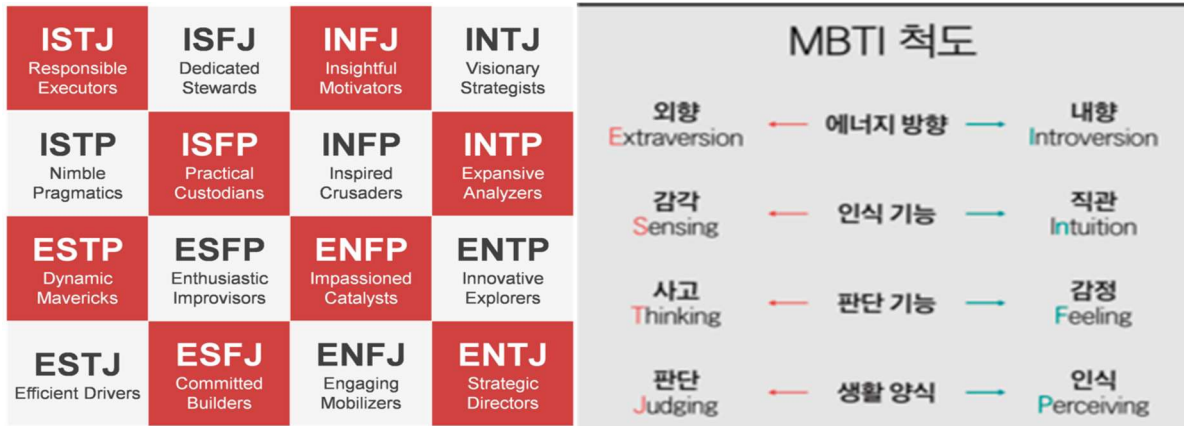 ISTJ
Responsible
Executors
ISFJ
Dedicated
Stewards
INFJ
Insightful
Motivators
INTJ
Visionary
Strategists
ISTP
Nimble
Pragmatics
ISFP
Practical
Custodians
INFP
Inspired
Crusaders
INTP
Expansive
Analyzers
ESTP
Dynamic
Mavericks
ESFP
Enthusiastic
Improvisors
ENFP
Impassioned
Catalysts
ENTP
Innovative
Explorers
ESTJ
Efficient Drivers
ESFJ
Committed
Builders
ENFJ
Engaging
Mobilizers
ENTJ
Strategic
Directors
MBTI 척도
외향 에너지 방향 내향
Extraversion Introversion
감각 인식 기능 직관
Sensing Intuition
사고 판단 기능 감정
Thinking Feeling
판단 생활 양식 인식
Judging Perceiving